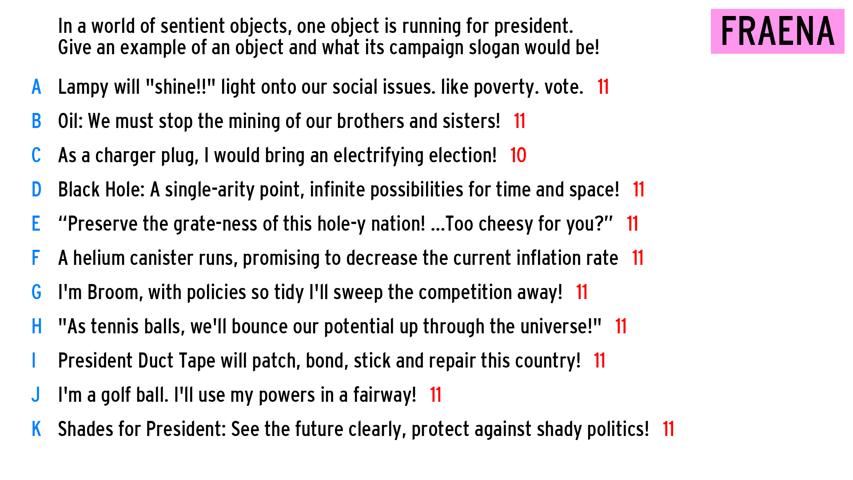 In a world of sentient objects, one object is running for president.
Give an example of an object and what its campaign slogan would be!
FRAENA
A Lampy will "shine!!" light onto our social issues. like poverty. vote. 11
B Oil: We must stop the mining of our brothers and sisters! 11
C As a charger plug, I would bring an electrifying election! 10
D Black Hole: A single-arity point, infinite possibilities for time and space! 11
E “Preserve the grate-ness of this hole-y nation! ...Too cheesy for you?” 11
F A helium canister runs, promising to decrease the current inflation rate 11
G I'm Broom, with policies so tidy I'll sweep the competition away! 11
H "As tennis balls, we'll bounce our potential up through the universe!" 11
I President Duct Tape will patch, bond, stick and repair this country! 11
J I'm a golf ball. I'll use my powers in a fairway! 11
K Shades for President: See the future clearly, protect against shady politics! 11